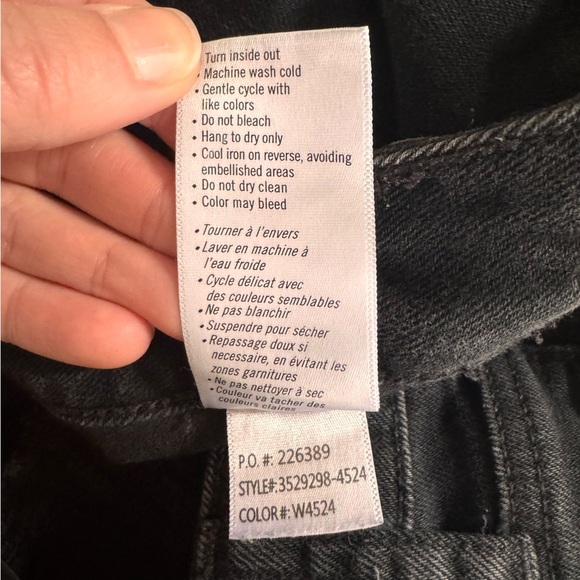 Turn inside out
• Machine wash cold
• Gentle cycle with
like colors
• Do not bleach
• Hang to dry only
• Cool iron on reverse, avoiding
embellished areas
• Do not dry clean
• Color may bleed
• Tourner à l'envers
• Laver en machine à
l'eau froide
• Cycle délicat avec
des couleurs semblables
• Ne pas blanchir
• Suspendre pour sécher
• Repassage doux si
necessaire, en évitant les
zones garnitures
• Ne pas nettoyer à sec
• Couleur va tacher des
couleurs claires
P.O. #: 226389
STYLE#:3529298-4524
COLOR#: W4524